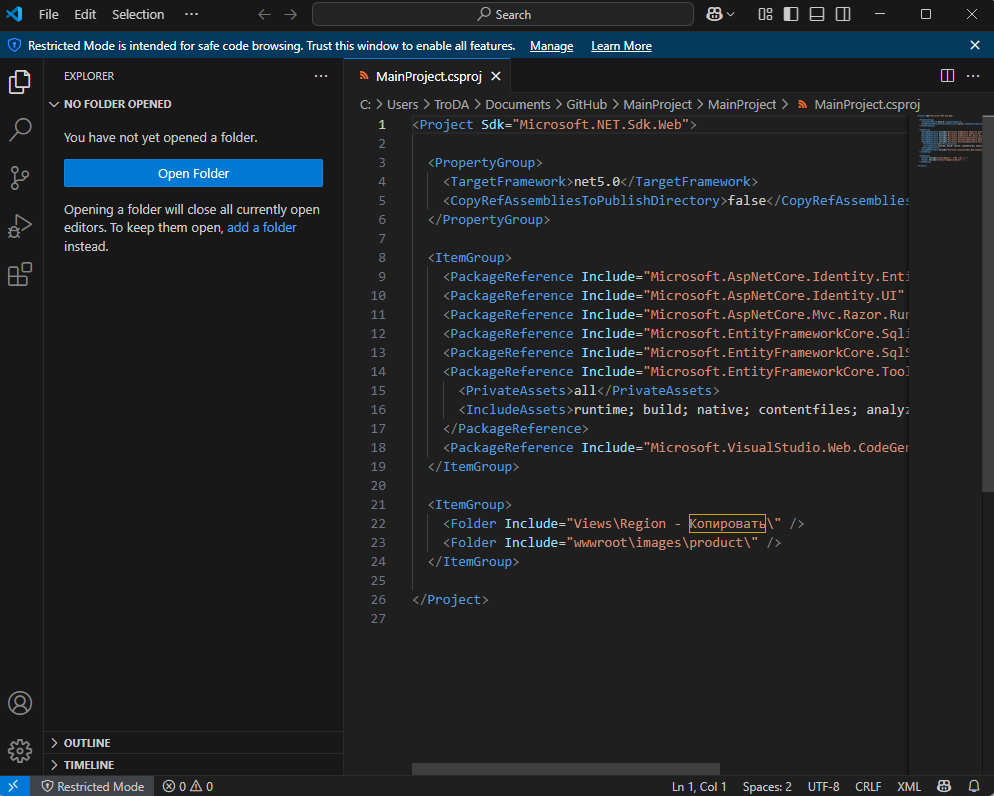 File Edit Selection ··· Search
Restricted Mode is intended for safe code browsing. Trust this window to enable all features. Manage Learn More
EXPLORER ···
NO FOLDER OPENED
You have not yet opened a folder.
Open Folder
Opening a folder will close all currently open
editors. To keep them open, add a folder
instead.
OUTLINE
TIMELINE
MainProject.csproj
C: > Users > TroDA > Documents > GitHub > MainProject > MainProject > MainProject.csproj
1 <Project Sdk="Microsoft.NET.Sdk.Web">
2
3 <PropertyGroup>
4 <TargetFramework>net5.0</TargetFramework>
5 <CopyRefAssembliesToPublishDirectory>false</CopyRefAssemblies
6 </PropertyGroup>
7
8 <ItemGroup>
9 <PackageReference Include="Microsoft.AspNetCore.Identity.Enti
10 <PackageReference Include="Microsoft.AspNetCore.Identity.UI"
11 <PackageReference Include="Microsoft.AspNetCore.Mvc.Razor.Run
12 <PackageReference Include="Microsoft.EntityFrameworkCore.Sqli
13 <PackageReference Include="Microsoft.EntityFrameworkCore.SqlS
14 <PackageReference Include="Microsoft.EntityFrameworkCore.Tool
15 <PrivateAssets>all</PrivateAssets>
16 <IncludeAssets>runtime; build; native; contentfiles; analyz
17 </PackageReference>
18 <PackageReference Include="Microsoft.VisualStudio.Web.CodeGen
19 </ItemGroup>
20
21 <ItemGroup>
22 <Folder Include="Views\Region - Копировать\" />
23 <Folder Include="wwwroot\images\product\" />
24 </ItemGroup>
25
26 </Project>
27
Restricted Mode 0 0 Ln 1, Col 1 Spaces: 2 UTF-8 CRLF XML